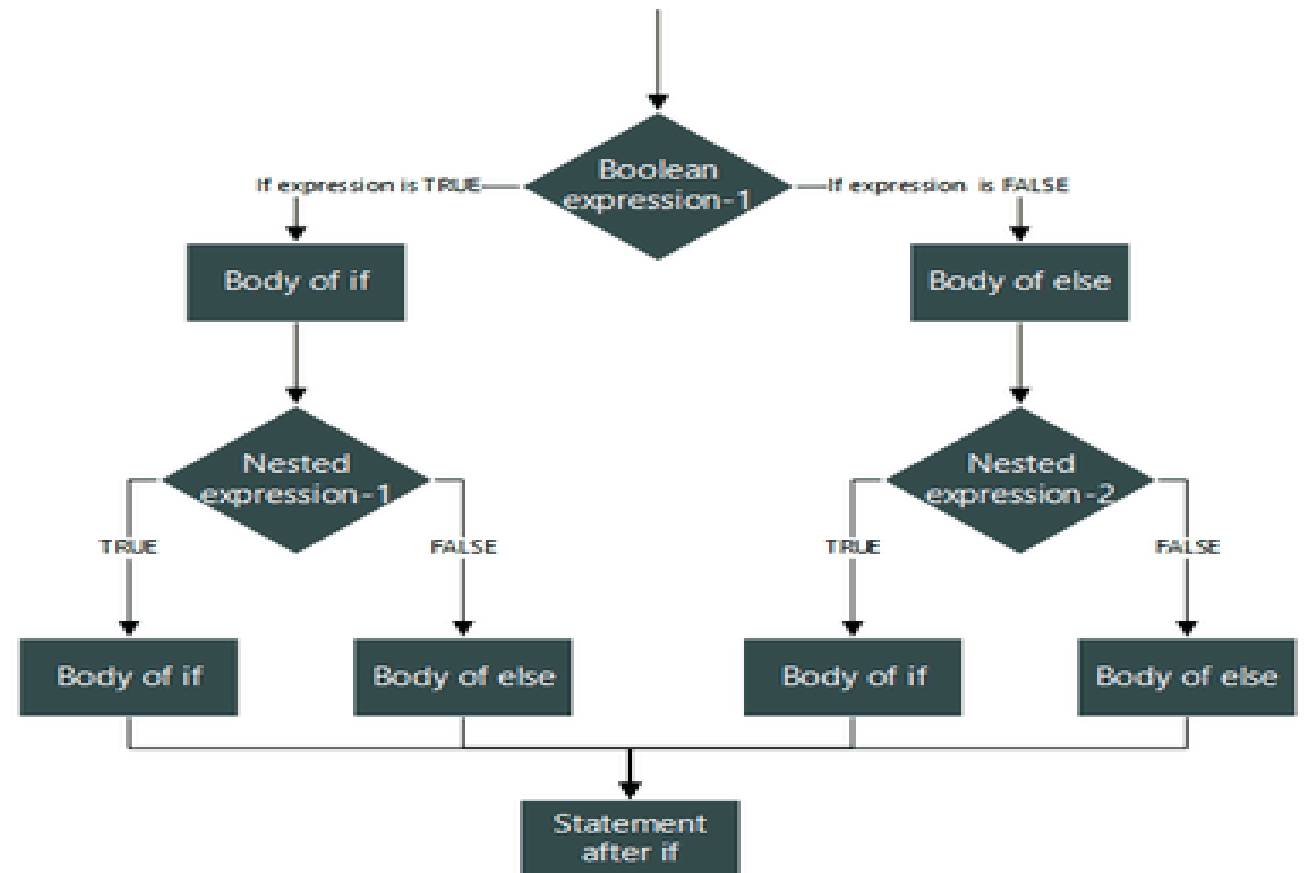 Boolean
expression-1
If expression is TRUE
If expression is FALSE
Body of if
Body of else
Nested
expression-1
Nested
expression-2
TRUE
FALSE
TRUE
FALSE
Body of if
Body of else
Body of if
Body of else
Statement
after if